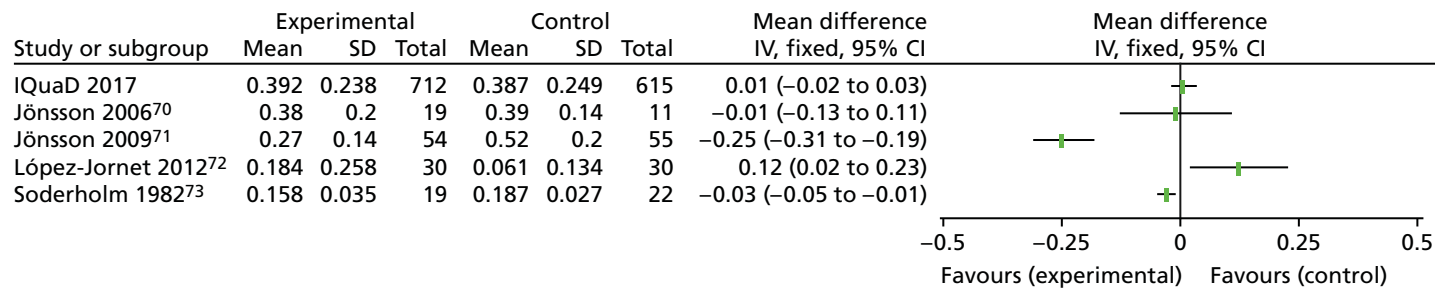 Experimental Control Mean difference Mean difference
Study or subgroup Mean SD Total Mean SD Total IV, fixed, 95% CI IV, fixed, 95% CI
IQuaD 2017 0.392 0.238 712 0.387 0.249 615 0.01 (−0.02 to 0.03)
Jönsson 2006⁷⁰ 0.38 0.2 19 0.39 0.14 11 −0.01 (−0.13 to 0.11)
Jönsson 2009⁷¹ 0.27 0.14 54 0.52 0.2 55 −0.25 (−0.31 to −0.19)
López-Jornet 2012⁷² 0.184 0.258 30 0.061 0.134 30 0.12 (0.02 to 0.23)
Soderholm 1982⁷³ 0.158 0.035 19 0.187 0.027 22 −0.03 (−0.05 to −0.01)
−0.5 −0.25 0 0.25 0.5
Favours (experimental) Favours (control)